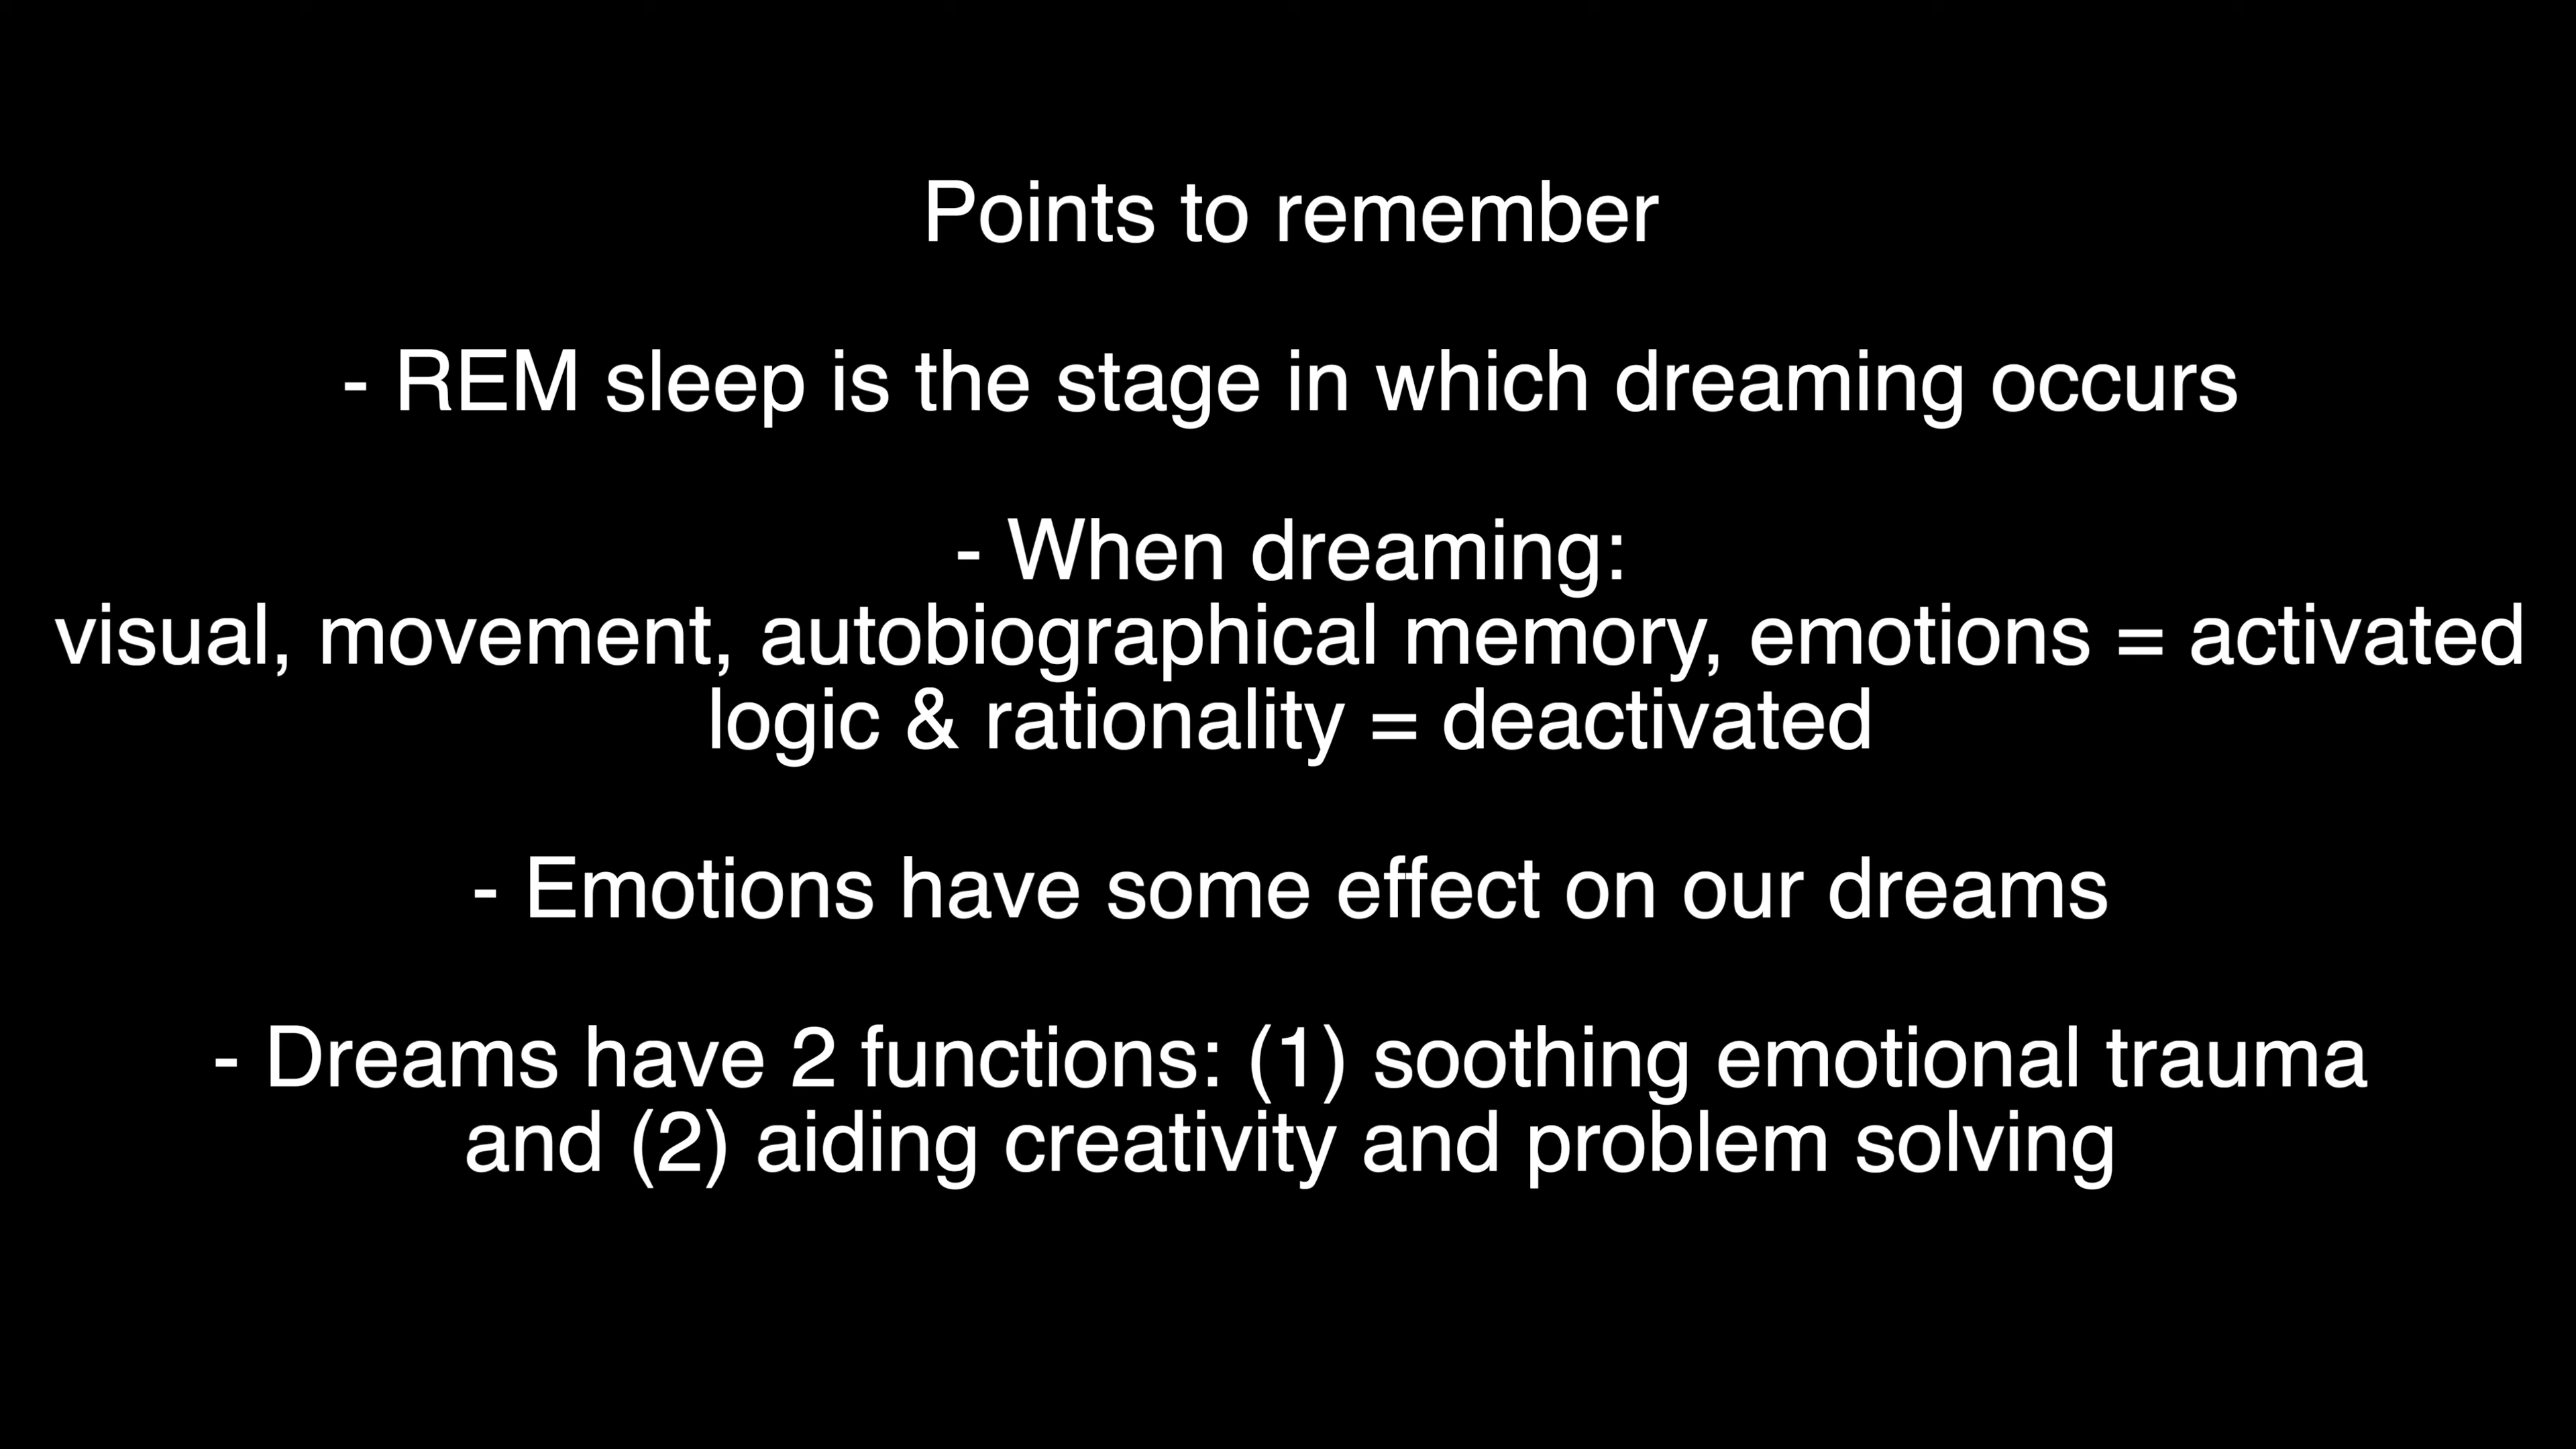 Points to remember
- REM sleep is the stage in which dreaming occurs
- When dreaming:
visual, movement, autobiographical memory, emotions = activated
logic & rationality = deactivated
- Emotions have some effect on our dreams
- Dreams have 2 functions: (1) soothing emotional trauma
and (2) aiding creativity and problem solving